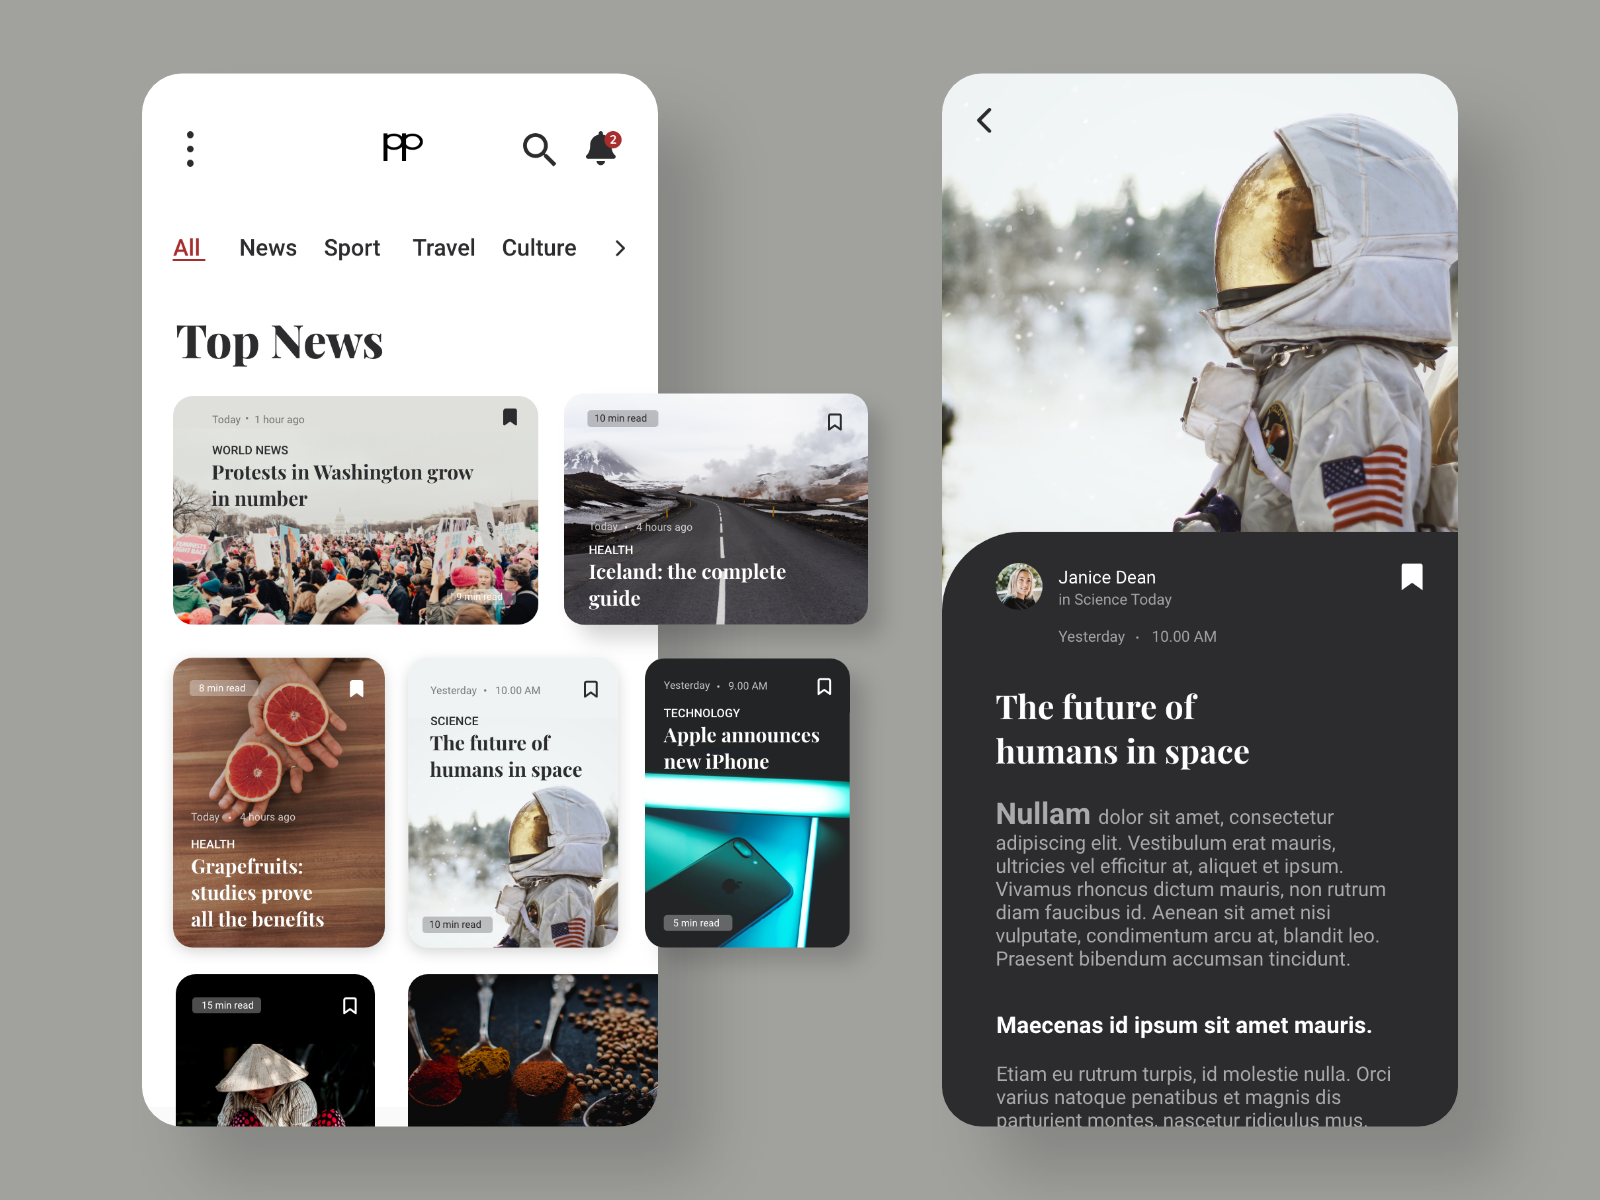 pp
2
All News Sport Travel Culture
Top News
Today • 1 hour ago
WORLD NEWS
Protests in Washington grow
in number
9 min read
10 min read
Today • 4 hours ago
HEALTH
Iceland: the complete
guide
8 min read
Today • 4 hours ago
HEALTH
Grapefruits:
studies prove
all the benefits
Yesterday • 10.00 AM
SCIENCE
The future of
humans in space
10 min read
Yesterday • 9.00 AM
TECHNOLOGY
Apple announces
new iPhone
5 min read
15 min read
Janice Dean
in Science Today
Yesterday • 10.00 AM
The future of
humans in space
Nullam dolor sit amet, consectetur
adipiscing elit. Vestibulum erat mauris,
ultricies vel efficitur at, aliquet et ipsum.
Vivamus rhoncus dictum mauris, non rutrum
diam faucibus id. Aenean sit amet nisi
vulputate, condimentum arcu at, blandit leo.
Praesent bibendum accumsan tincidunt.
Maecenas id ipsum sit amet mauris.
Etiam eu rutrum turpis, id molestie nulla. Orci
varius natoque penatibus et magnis dis
parturient montes, nascetur ridiculus mus.